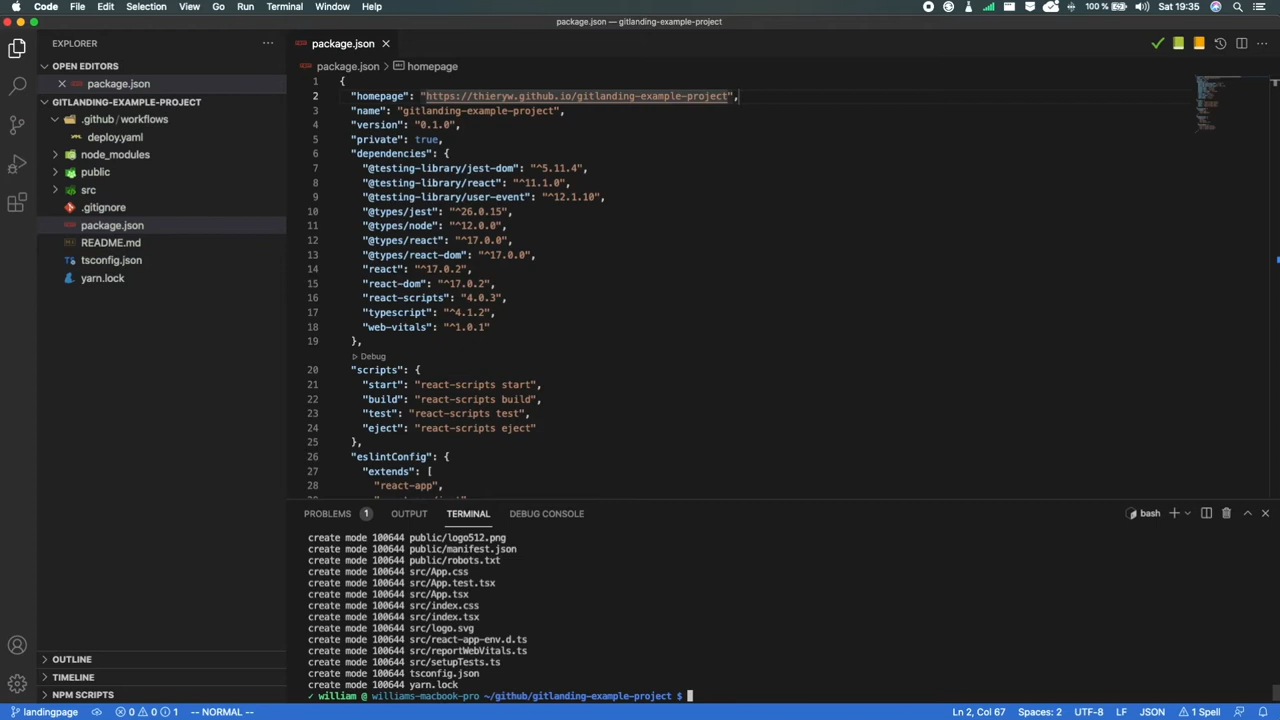 Code File Edit Selection View Go Run Terminal Window Help
100 % Sat 19:35
package.json — gitlanding-example-project
EXPLORER
package.json
OPEN EDITORS
package.json
package.json > homepage
GITLANDING-EXAMPLE-PROJECT
.github/workflows
deploy.yaml
node_modules
public
src
.gitignore
package.json
README.md
tsconfig.json
yarn.lock
1 {
2 "homepage": "https://thieryw.github.io/gitlanding-example-project",
3 "name": "gitlanding-example-project",
4 "version": "0.1.0",
5 "private": true,
6 "dependencies": {
7 "@testing-library/jest-dom": "^5.11.4",
8 "@testing-library/react": "^11.1.0",
9 "@testing-library/user-event": "^12.1.10",
10 "@types/jest": "^26.0.15",
11 "@types/node": "^12.0.0",
12 "@types/react": "^17.0.0",
13 "@types/react-dom": "^17.0.0",
14 "react": "^17.0.2",
15 "react-dom": "^17.0.2",
16 "react-scripts": "4.0.3",
17 "typescript": "^4.1.2",
18 "web-vitals": "^1.0.1"
19 },
Debug
20 "scripts": {
21 "start": "react-scripts start",
22 "build": "react-scripts build",
23 "test": "react-scripts test",
24 "eject": "react-scripts eject"
25 },
26 "eslintConfig": {
27 "extends": [
28 "react-app",
PROBLEMS 1 OUTPUT TERMINAL DEBUG CONSOLE
bash
create mode 100644 public/logo512.png
create mode 100644 public/manifest.json
create mode 100644 public/robots.txt
create mode 100644 src/App.css
create mode 100644 src/App.test.tsx
create mode 100644 src/App.tsx
create mode 100644 src/index.css
create mode 100644 src/index.tsx
create mode 100644 src/logo.svg
create mode 100644 src/react-app-env.d.ts
create mode 100644 src/reportWebVitals.ts
create mode 100644 src/setupTests.ts
create mode 100644 tsconfig.json
create mode 100644 yarn.lock
✓ william @ williams-macbook-pro ~/github/gitlanding-example-project $
OUTLINE
TIMELINE
NPM SCRIPTS
landingpage 0 0 1 -- NORMAL --
Ln 2, Col 67 Spaces: 2 UTF-8 LF JSON 1 Spell